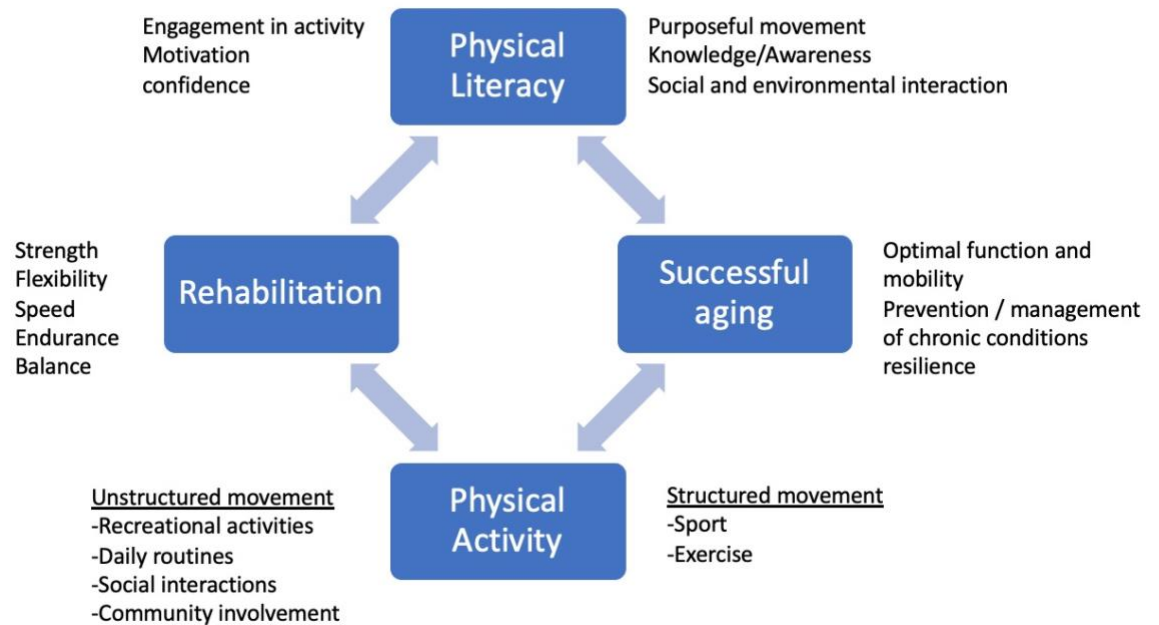 Engagement in activity
Motivation
confidence
Physical
Literacy
Purposeful movement
Knowledge/Awareness
Social and environmental interaction
Strength
Flexibility
Speed
Endurance
Balance
Rehabilitation
Successful
aging
Optimal function and
mobility
Prevention / management
of chronic conditions
resilience
Unstructured movement
-Recreational activities
-Daily routines
-Social interactions
-Community involvement
Physical
Activity
Structured movement
-Sport
-Exercise